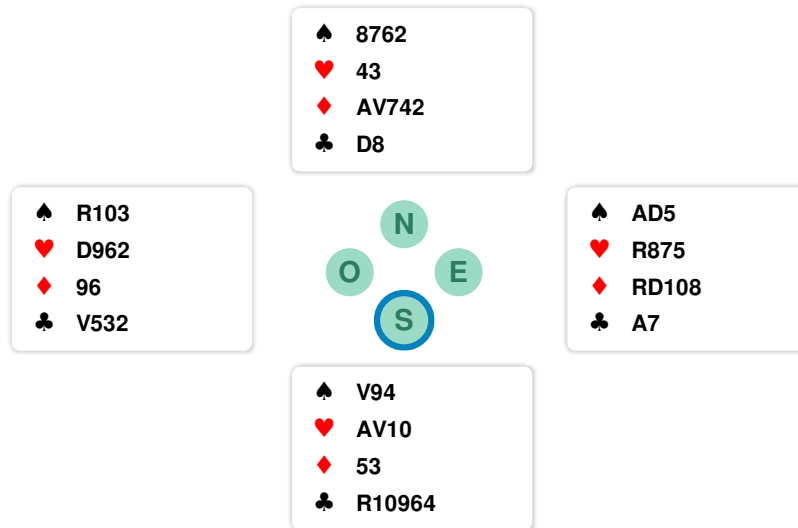 ♠ 8762
♥ 43
♦ AV742
♣ D8
♠ R103
♥ D962
♦ 96
♣ V532
N
O E
S
♠ AD5
♥ R875
♦ RD108
♣ A7
♠ V94
♥ AV10
♦ 53
♣ R10964